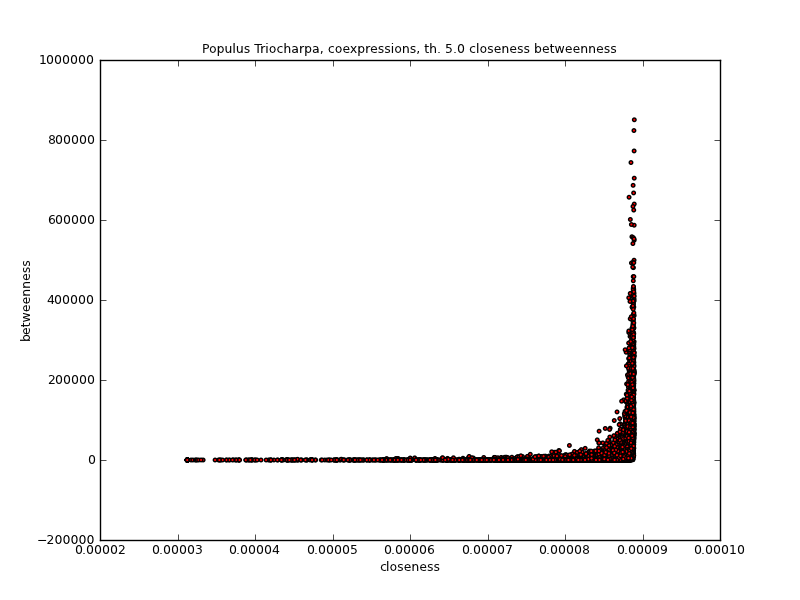 Populus Triocharpa, coexpressions, th. 5.0 closeness betweenness
1000000
800000
600000
400000
200000
0
−200000
betweenness
0.00002 0.00003 0.00004 0.00005 0.00006 0.00007 0.00008 0.00009 0.00010
closeness